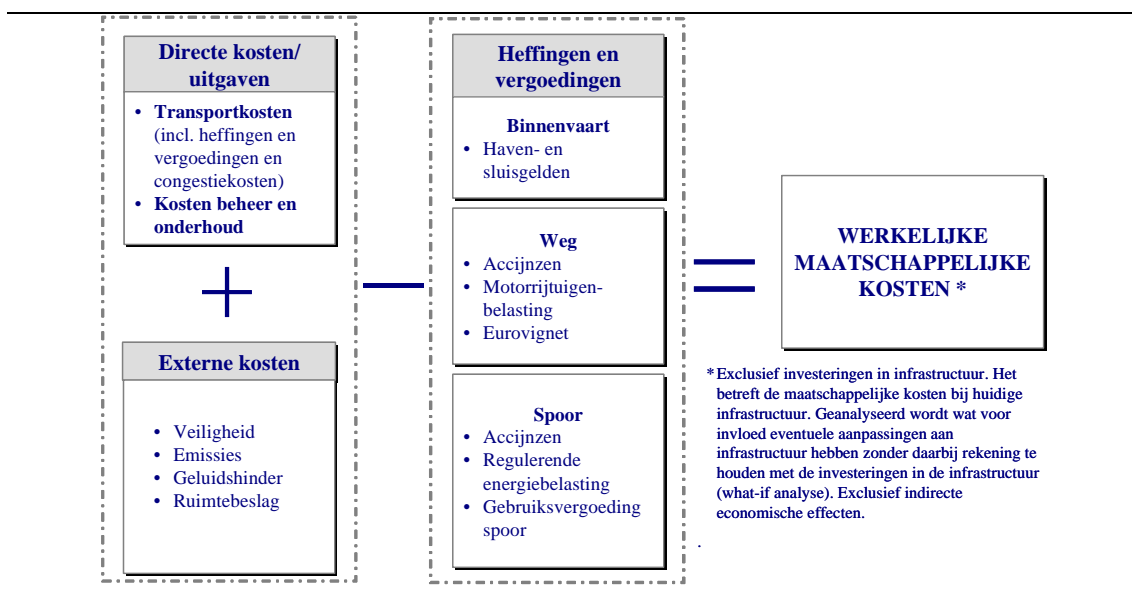 Directe kosten/
uitgaven
• Transportkosten
(incl. heffingen en
vergoedingen en
congestiekosten)
• Kosten beheer en
onderhoud
Externe kosten
• Veiligheid
• Emissies
• Geluidshinder
• Ruimtebeslag
Heffingen en
vergoedingen
Binnenvaart
• Haven- en
sluisgelden
Weg
• Accijnzen
• Motorrijtuigen-
belasting
• Eurovignet
Spoor
• Accijnzen
• Regulerende
energiebelasting
• Gebruiksvergoeding
spoor
WERKELIJKE
MAATSCHAPPELIJKE
KOSTEN *
* Exclusief investeringen in infrastructuur. Het
betreft de maatschappelijke kosten bij huidige
infrastructuur. Geanalyseerd wordt wat voor
invloed eventuele aanpassingen aan
infrastructuur hebben zonder daarbij rekening te
houden met de investeringen in de infrastructuur
(what-if analyse). Exclusief indirecte
economische effecten.
.